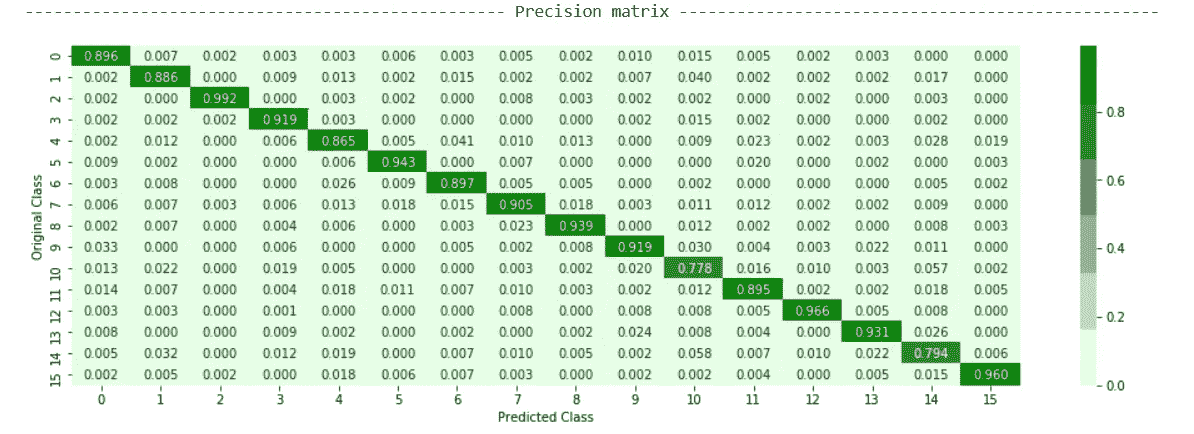 Precision matrix
0 0.896 0.007 0.002 0.003 0.003 0.006 0.003 0.005 0.002 0.010 0.015 0.005 0.002 0.003 0.000 0.000
1 0.002 0.886 0.000 0.009 0.013 0.002 0.015 0.002 0.002 0.007 0.040 0.002 0.002 0.002 0.017 0.000
2 0.002 0.000 0.992 0.000 0.003 0.002 0.000 0.008 0.003 0.002 0.002 0.000 0.002 0.000 0.003 0.000
3 0.002 0.002 0.002 0.919 0.003 0.000 0.000 0.000 0.000 0.002 0.015 0.002 0.000 0.000 0.002 0.000
4 0.002 0.012 0.000 0.006 0.865 0.005 0.041 0.010 0.013 0.000 0.009 0.023 0.002 0.003 0.028 0.019
5 0.009 0.002 0.000 0.000 0.006 0.943 0.000 0.007 0.000 0.000 0.000 0.020 0.000 0.002 0.000 0.003
6 0.003 0.008 0.000 0.000 0.026 0.009 0.897 0.005 0.005 0.000 0.002 0.000 0.000 0.000 0.005 0.002
7 0.006 0.007 0.003 0.006 0.013 0.018 0.015 0.905 0.018 0.003 0.011 0.012 0.002 0.002 0.009 0.000
8 0.002 0.007 0.000 0.004 0.006 0.000 0.003 0.023 0.939 0.000 0.012 0.002 0.002 0.000 0.008 0.003
9 0.033 0.000 0.000 0.006 0.000 0.000 0.005 0.002 0.008 0.919 0.030 0.004 0.003 0.022 0.011 0.000
10 0.013 0.022 0.000 0.019 0.005 0.000 0.000 0.003 0.002 0.020 0.778 0.016 0.010 0.003 0.057 0.002
11 0.014 0.007 0.000 0.004 0.018 0.011 0.007 0.010 0.003 0.002 0.012 0.895 0.002 0.002 0.018 0.005
12 0.003 0.003 0.000 0.001 0.000 0.000 0.000 0.008 0.000 0.008 0.008 0.005 0.966 0.005 0.008 0.000
13 0.008 0.000 0.000 0.009 0.002 0.000 0.002 0.000 0.002 0.024 0.008 0.004 0.000 0.931 0.026 0.000
14 0.005 0.032 0.000 0.012 0.019 0.000 0.007 0.010 0.005 0.002 0.058 0.007 0.010 0.022 0.794 0.006
15 0.002 0.005 0.002 0.000 0.018 0.006 0.007 0.003 0.000 0.002 0.002 0.004 0.000 0.005 0.015 0.960
0 1 2 3 4 5 6 7 8 9 10 11 12 13 14 15
Predicted Class
Original Class
0.8
0.6
0.4
0.2
0.0